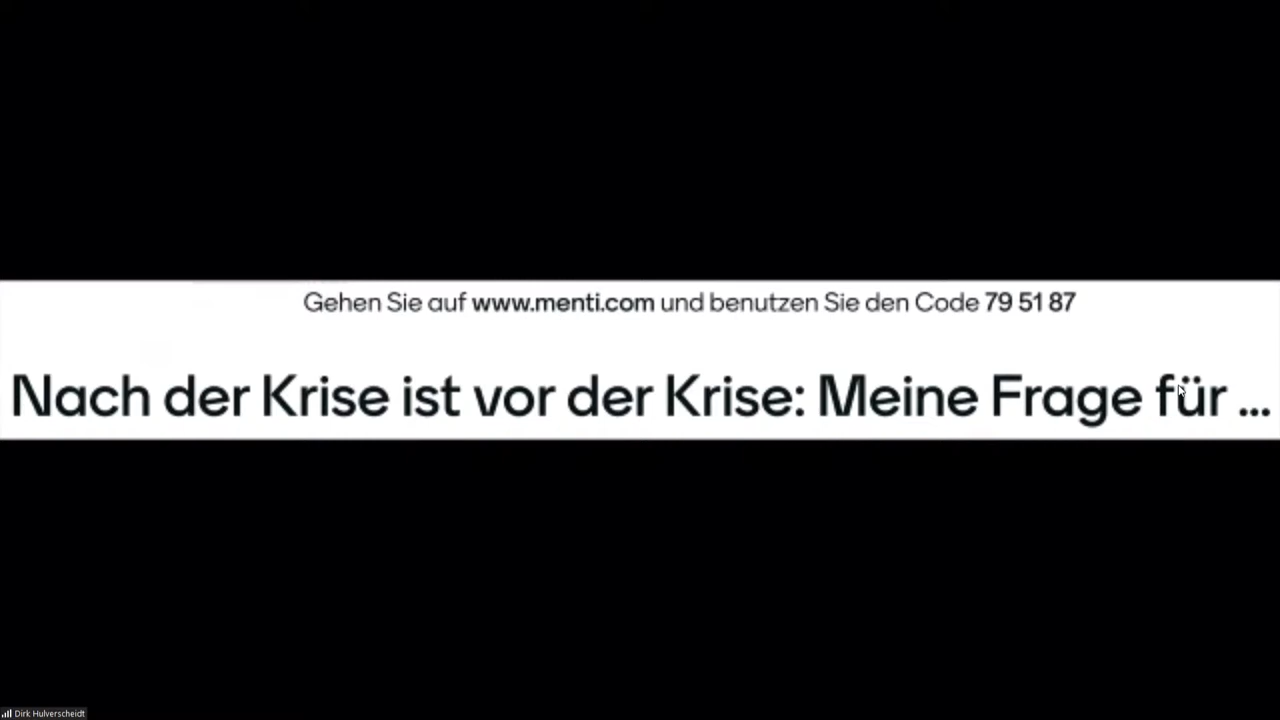 Gehen Sie auf www.menti.com und benutzen Sie den Code 79 51 87
Nach der Krise ist vor der Krise: Meine Frage für ...
Dirk Hulverscheidt